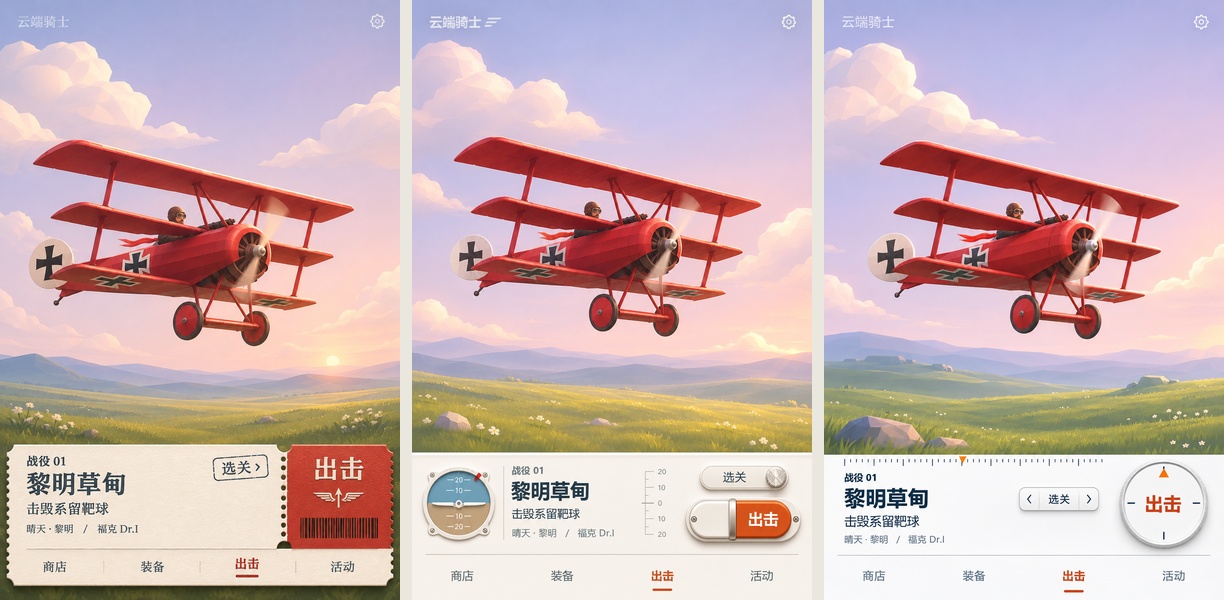 云端骑士
战役 01
黎明草甸
击毁系留靶球
晴天 · 黎明 / 福克 Dr.I
选关 ›
出击
商店
装备
出击
活动
云端骑士
20
10
10
20
战役 01
黎明草甸
击毁系留靶球
晴天 · 黎明 / 福克 Dr.I
20
10
0
10
20
选关
出击
商店
装备
出击
活动
云端骑士
战役 01
黎明草甸
击毁系留靶球
晴天 · 黎明 / 福克 Dr.I
‹ 选关 ›
出击
商店
装备
出击
活动